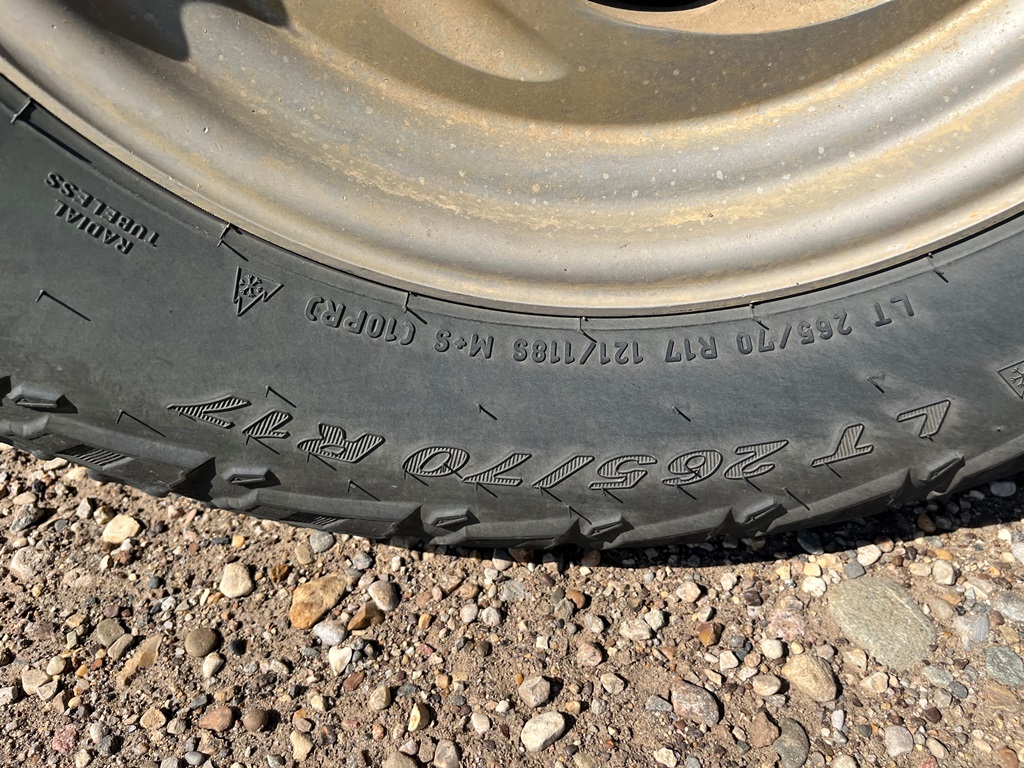 LT 265/70 R17
LT 265/70 R17 121/118S M+S (10PR)
RADIAL
TUBELESS